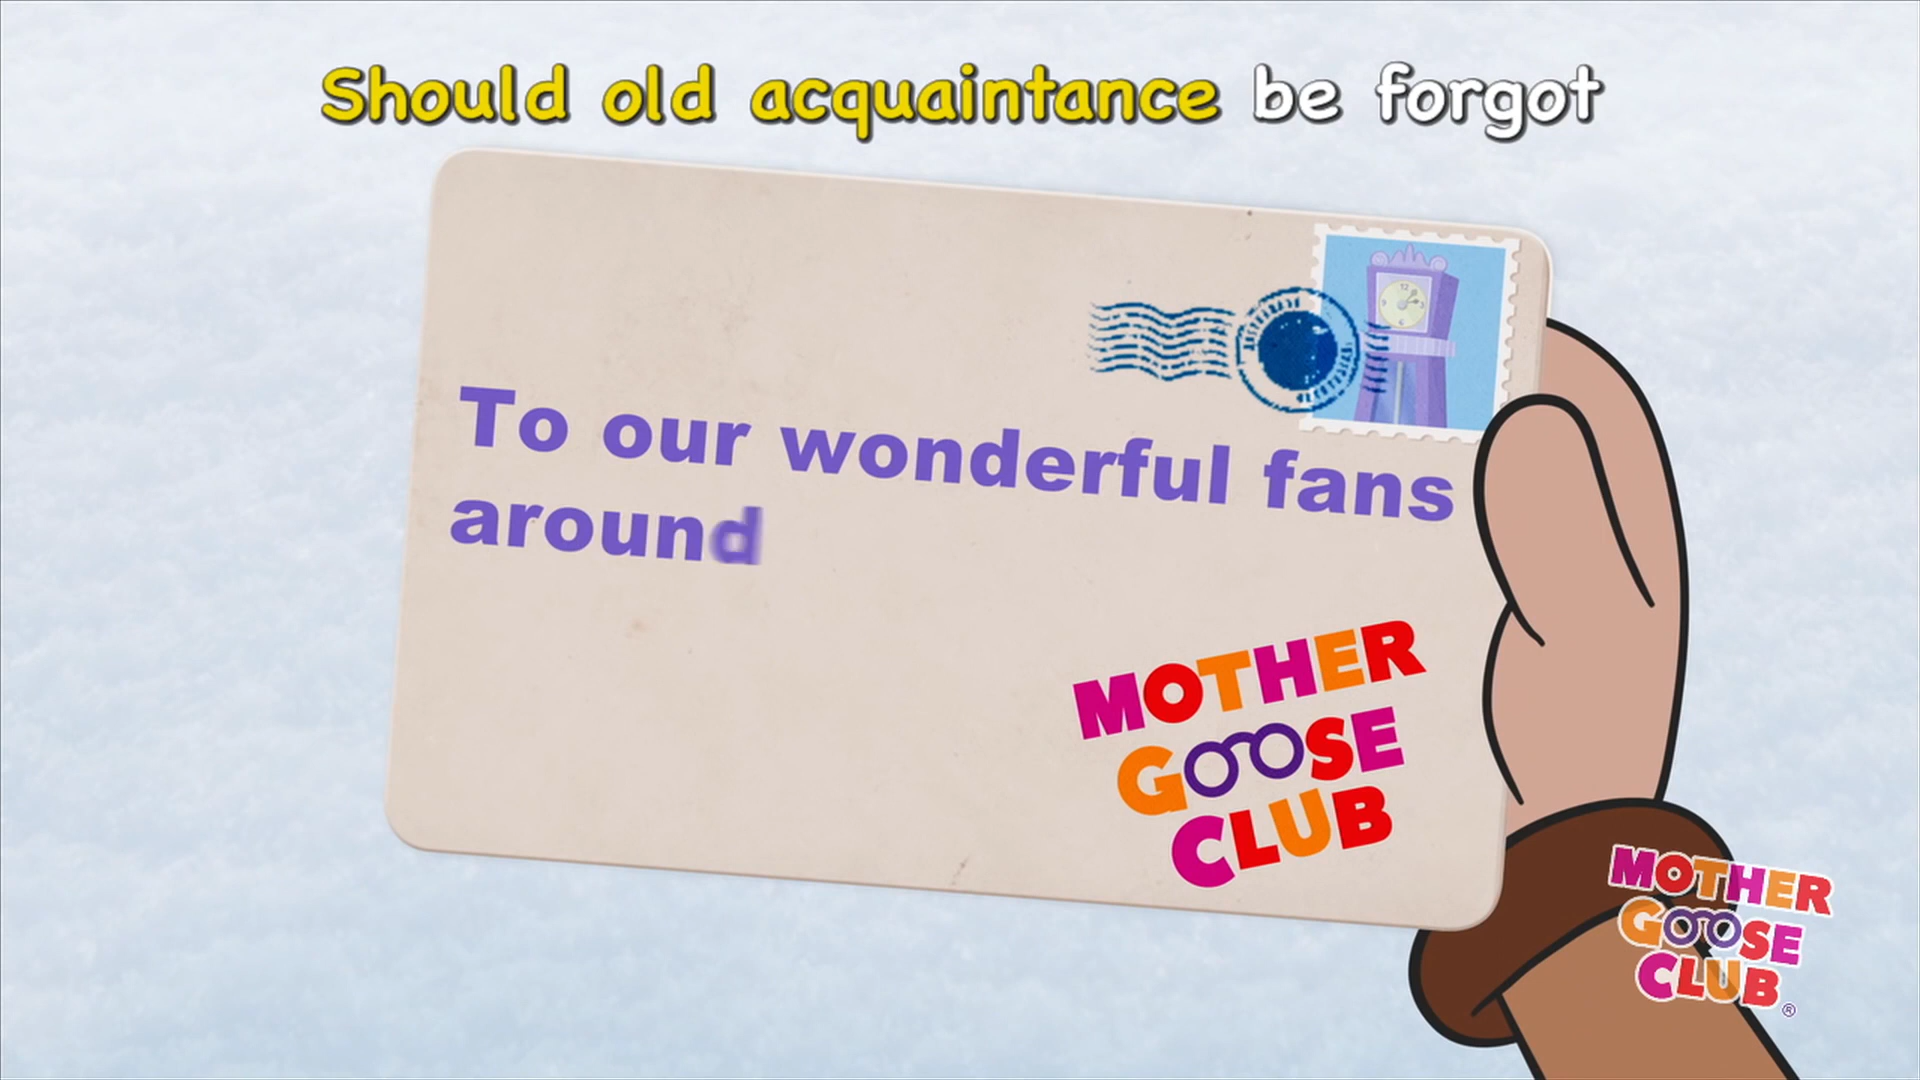 Should old acquaintance be forgot
To our wonderful fans
around
MOTHER
GOOSE
CLUB
MOTHER
GOOSE
CLUB®